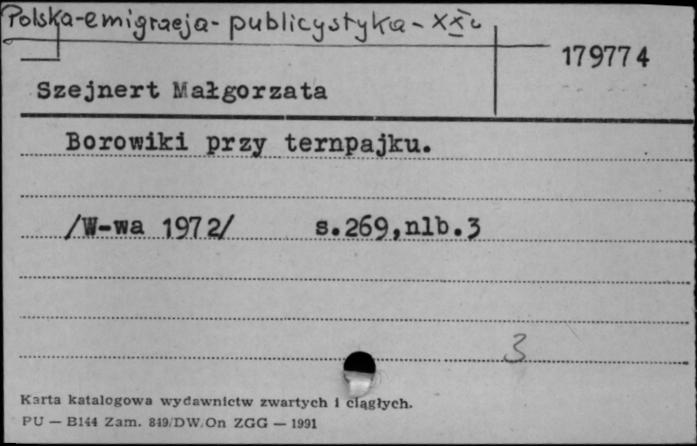 Polska-emigracja-publicystyka-XX w
179774
Szejnert Małgorzata
Borowiki przy ternpajku.
/W-wa 1972/ s.269,nlb.3
3
Karta katalogowa wydawnictw zwartych i ciągłych.
PU — B144 Zam. 849/DW.On ZGG — 1991